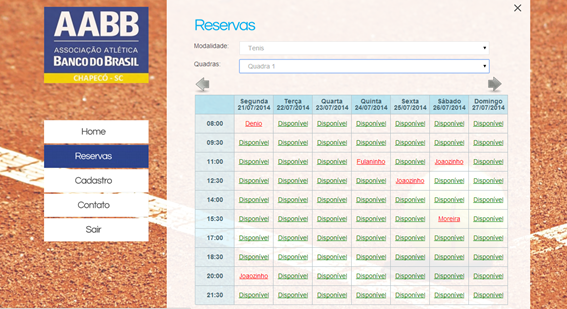 AABB
ASSOCIAÇÃO ATLÉTICA
BANCO DO BRASIL
CHAPECÓ - SC
Home
Reservas
Cadastro
Contato
Sair
Reservas
Modalidade: Tenis
Quadras: Quadra 1
Segunda Terça Quarta Quinta Sexta Sábado Domingo
21/07/2014 22/07/2014 23/07/2014 24/07/2014 25/07/2014 26/07/2014 27/07/2014
08:00 Denio Disponível Disponível Disponível Disponível Disponível Disponível
09:30 Disponível Disponível Disponível Disponível Disponível Disponível Disponível
11:00 Disponível Disponível Disponível Fulaninho Disponível Joaozinho Disponível
12:30 Disponível Disponível Disponível Disponível Joaozinho Disponível Disponível
14:00 Disponível Disponível Disponível Disponível Disponível Disponível Disponível
15:30 Disponível Disponível Disponível Disponível Disponível Moreira Disponível
17:00 Disponível Disponível Disponível Disponível Disponível Disponível Disponível
18:30 Disponível Disponível Disponível Disponível Disponível Disponível Disponível
20:00 Joaozinho Disponível Disponível Disponível Disponível Disponível Disponível
21:30 Disponível Disponível Disponível Disponível Disponível Disponível Disponível